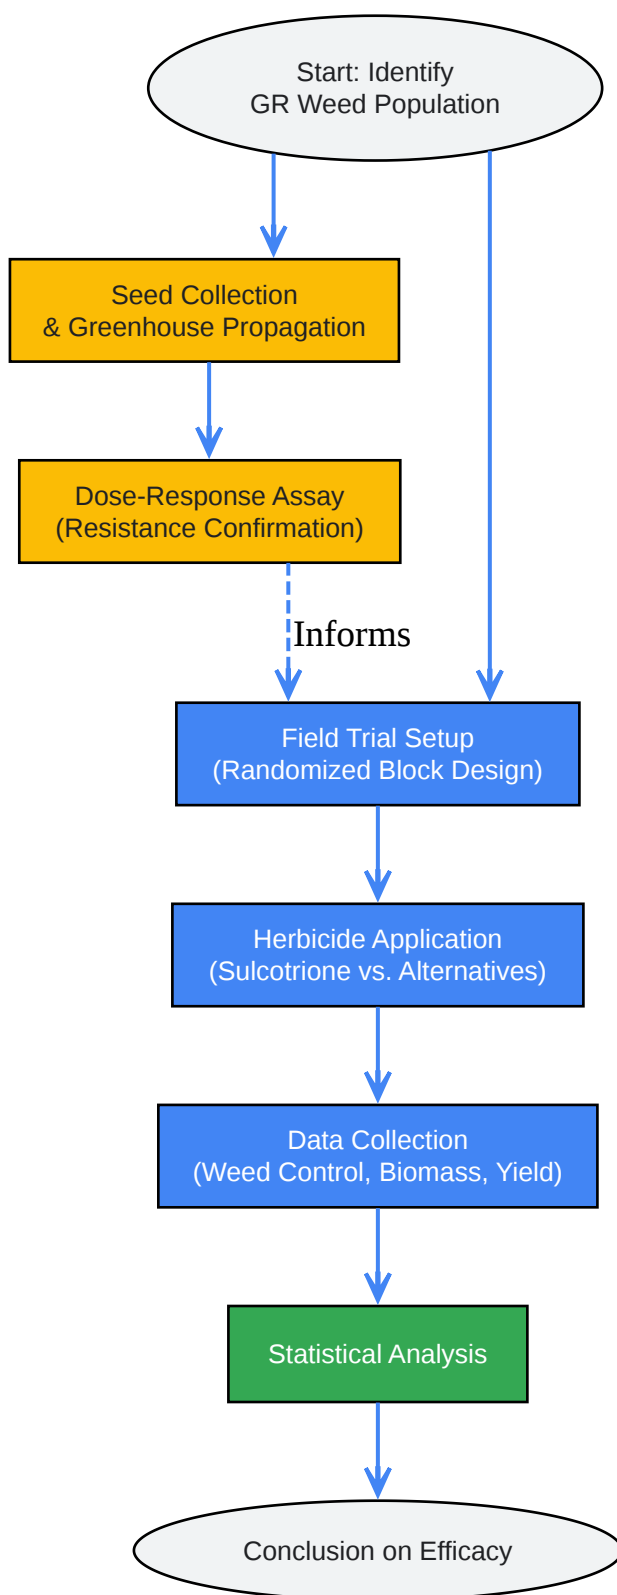 Start: Identify
GR Weed Population
Seed Collection
& Greenhouse Propagation
Dose-Response Assay
(Resistance Confirmation)
Informs
Field Trial Setup
(Randomized Block Design)
Herbicide Application
(Sulcotrione vs. Alternatives)
Data Collection
(Weed Control, Biomass, Yield)
Statistical Analysis
Conclusion on Efficacy